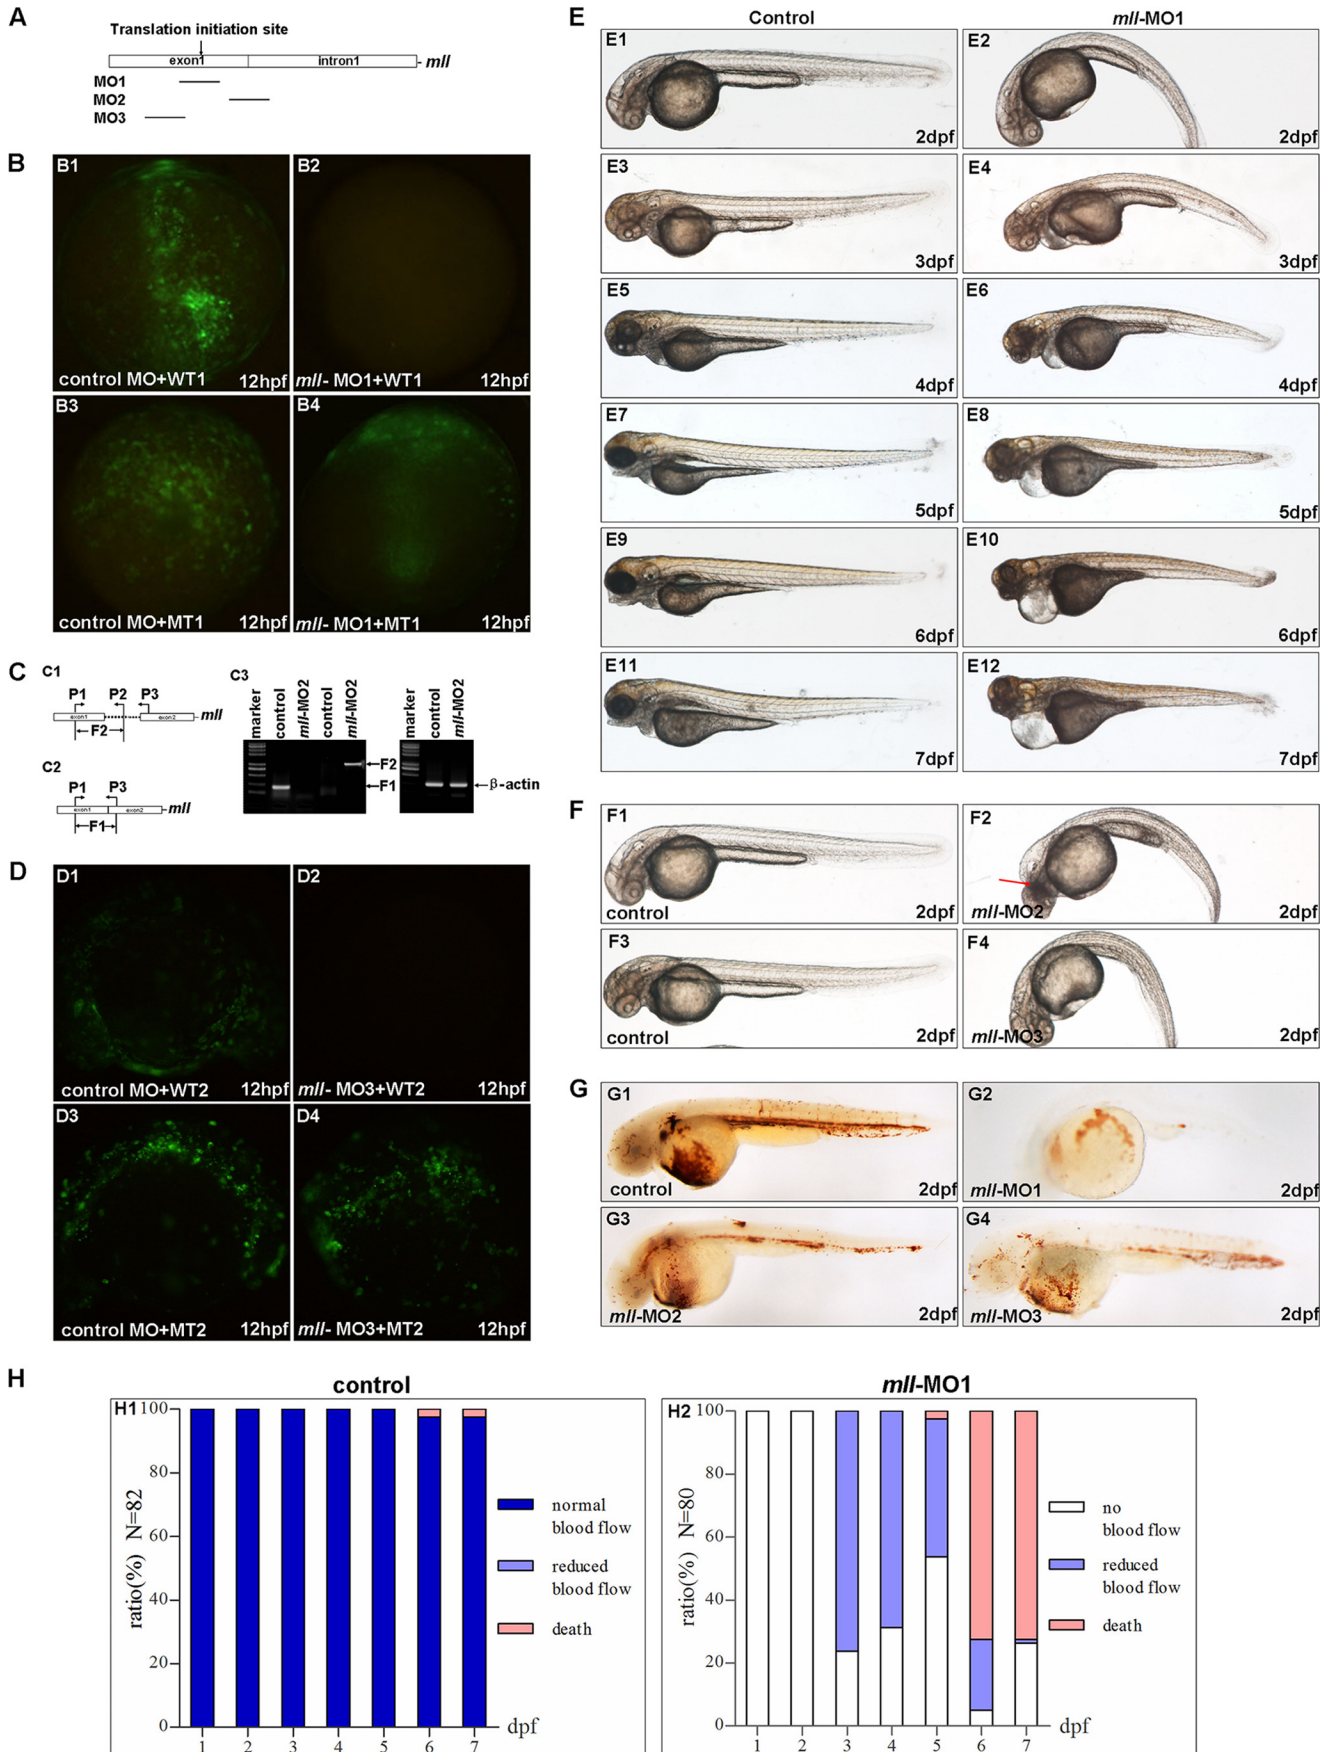 A
Translation initiation site
exon1 intron1 - mll
MO1
MO2
MO3
B
B1 B2
control MO+WT1 12hpf mll- MO1+WT1 12hpf
B3 B4
control MO+MT1 12hpf mll- MO1+MT1 12hpf
C
C1
P1 P2 P3
exon1 exon2 mll
F2
C2
P1 P3
exon1 exon2 mll
F1
C3
marker control mll-MO2 control mll-MO2
F2
F1
marker control mll-MO2
β-actin
D
D1 D2
control MO+WT2 12hpf mll- MO3+WT2 12hpf
D3 D4
control MO+MT2 12hpf mll- MO3+MT2 12hpf
E
Control mll-MO1
E1 2dpf E2 2dpf
E3 3dpf E4 3dpf
E5 4dpf E6 4dpf
E7 5dpf E8 5dpf
E9 6dpf E10 6dpf
E11 7dpf E12 7dpf
F
F1 F2
control 2dpf mll-MO2 2dpf
F3 F4
control 2dpf mll-MO3 2dpf
G
G1 G2
control 2dpf mll-MO1 2dpf
G3 G4
mll-MO2 2dpf mll-MO3 2dpf
H
control
H1
ratio(%) N=82
100
80
60
40
20
0
1 2 3 4 5 6 7
dpf
normal
blood flow
reduced
blood flow
death
mll-MO1
H2
ratio(%) N=80
100
80
60
40
20
0
1 2 3 4 5 6 7
dpf
no
blood flow
reduced
blood flow
death